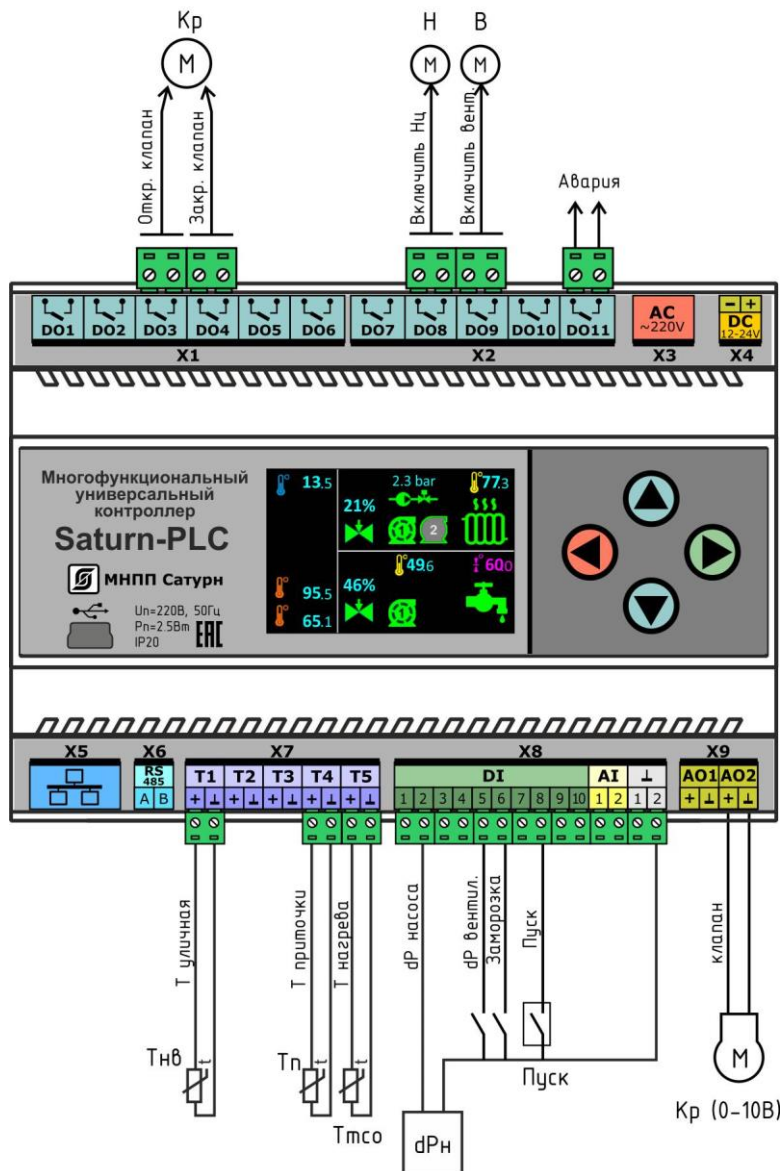 Кр
Н
В
М
М
М
Откр. клапан
Закр. клапан
Включить Нц
Включить вент.
Авария
DO1 DO2 DO3 DO4 DO5 DO6 DO7 DO8 DO9 DO10 DO11
AC
~220V
− +
DC
12-24V
X1 X2 X3 X4
Многофункциональный
универсальный
контроллер
Saturn-PLC
МНПП Сатурн
Uп=220В, 50Гц
Рп=2.5Вт
IP20
EAC
13.5
2.3 bar
77.3
21%
1
2
95.5
49.6
60.0
46%
1
65.1
X5 X6 X7 X8 X9
RS
485
A B
T1 T2 T3 T4 T5
+ ⊥ + ⊥ + ⊥ + ⊥ + ⊥
DI AI ⊥
1 2 3 4 5 6 7 8 9 10 1 2 1 2
AO1 AO2
+ ⊥ + ⊥
Т уличная
Т приточки
Т нагрева
dP насоса
dP вентил.
Заморозка
Пуск
клапан
Тнв
t
Тп
t
t
Ттсо
Пуск
dPн
М
Кр (0-10В)